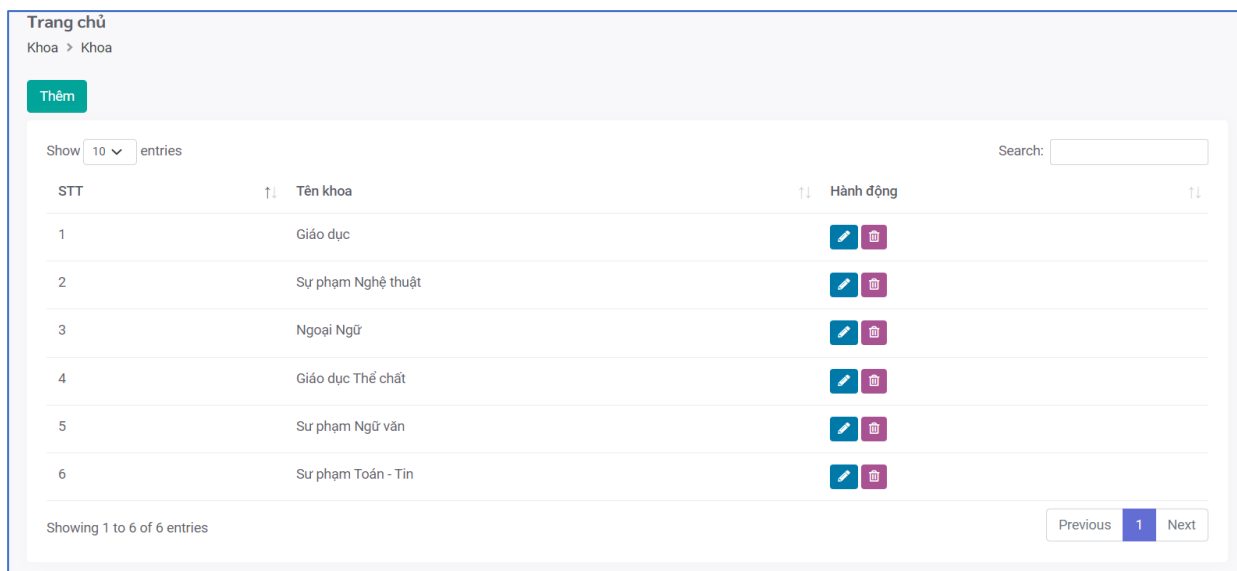 Trang chủ
Khoa > Khoa
Thêm
Show 10 entries Search:
STT Tên khoa Hành động
1 Giáo dục
2 Sự phạm Nghệ thuật
3 Ngoại Ngữ
4 Giáo dục Thể chất
5 Sư phạm Ngữ văn
6 Sư phạm Toán - Tin
Showing 1 to 6 of 6 entries Previous 1 Next